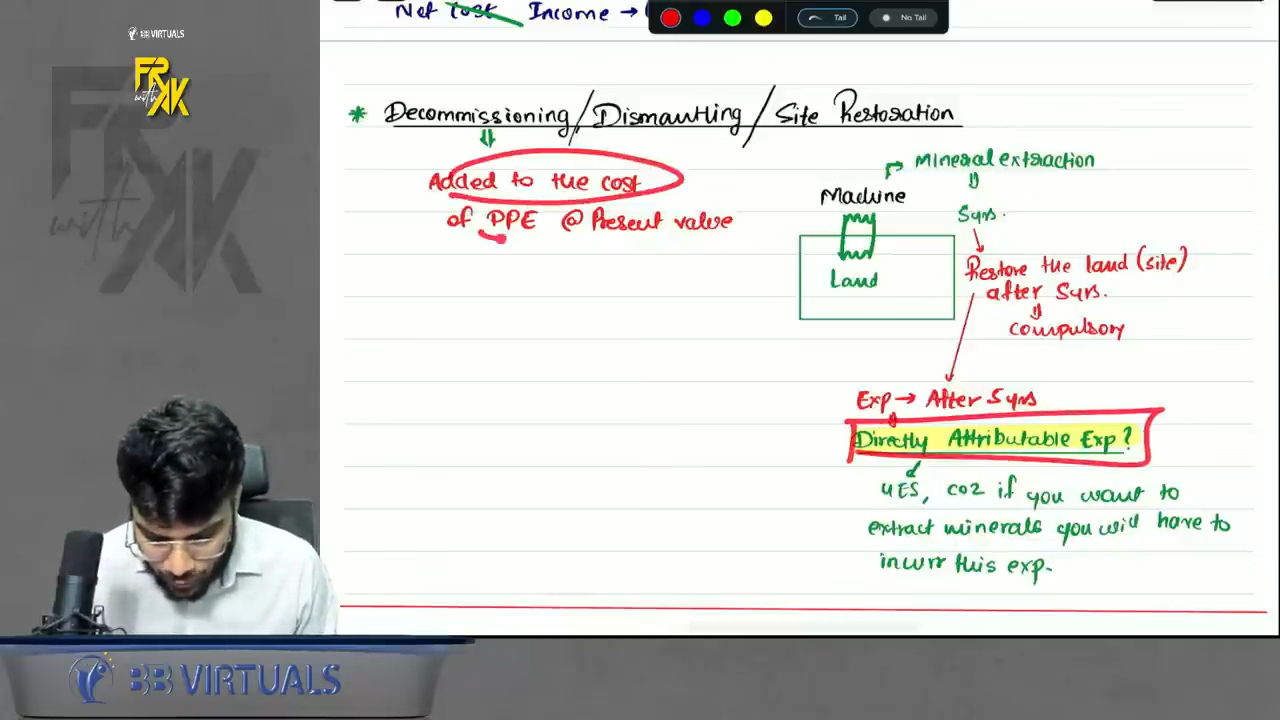 Net Cost Income →
Tail
No Tail
BB VIRTUALS
FR
with
AK
* Decommissioning / Dismantling / Site Restoration
Added to the cost
of PPE @ Present value
Mineral extraction
Machine
5yrs.
Land
Restore the land (site)
after 5yrs.
compulsory
Exp → After 5yrs
Directly Attributable Exp?
YES, coz if you want to
extract minerals you will have to
incurr this exp.
BB VIRTUALS